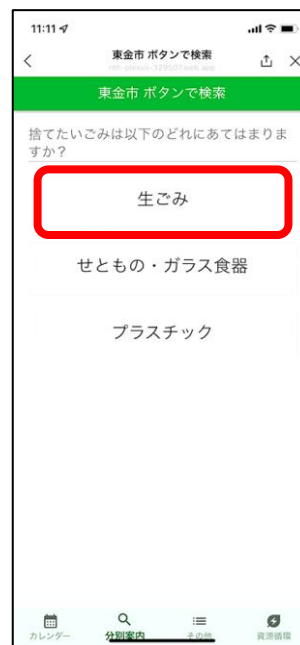 11:11
東金市 ボタンで検索
東金市 ボタンで検索
捨てたいごみは以下のどれにあてはまりま
すか？
生ごみ
せともの・ガラス食器
プラスチック
カレンダー
分別案内
その他
資源循環